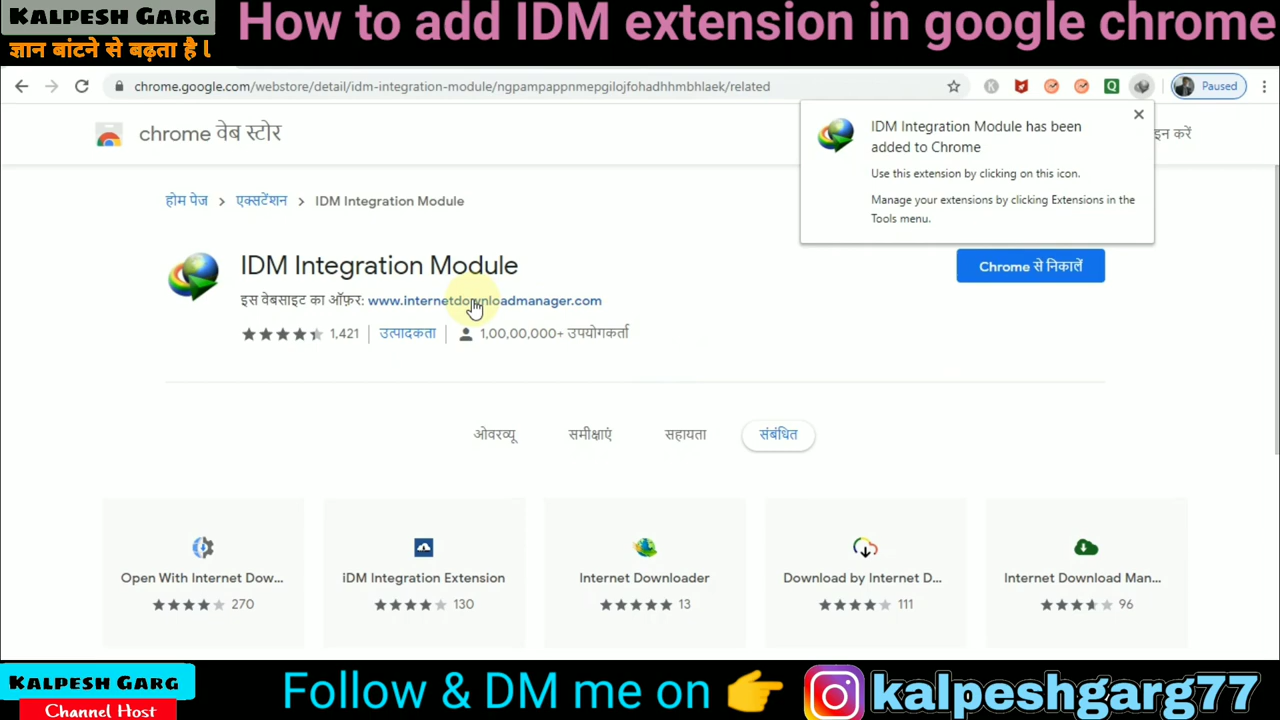 KALPESH GARG
ज्ञान बांटने से बढ़ता है l
How to add IDM extension in google chrome
chrome.google.com/webstore/detail/idm-integration-module/ngpampappnmepgilojfohadhhmbhlaek/related
K
Q
Paused
chrome वेब स्टोर
इन करें
IDM Integration Module has been
added to Chrome
Use this extension by clicking on this icon.
Manage your extensions by clicking Extensions in the
Tools menu.
होम पेज > एक्सटेंशन > IDM Integration Module
IDM Integration Module
Chrome से निकालें
इस वेबसाइट का ऑफ़र: www.internetdownloadmanager.com
1,421 | उत्पादकता | 1,00,00,000+ उपयोगकर्ता
ओवरव्यू समीक्षाएं सहायता संबंधित
Open With Internet Dow...
270
iDM Integration Extension
130
Internet Downloader
13
Download by Internet D...
111
Internet Download Man...
96
KALPESH GARG
Channel Host
Follow & DM me on
kalpeshgarg77